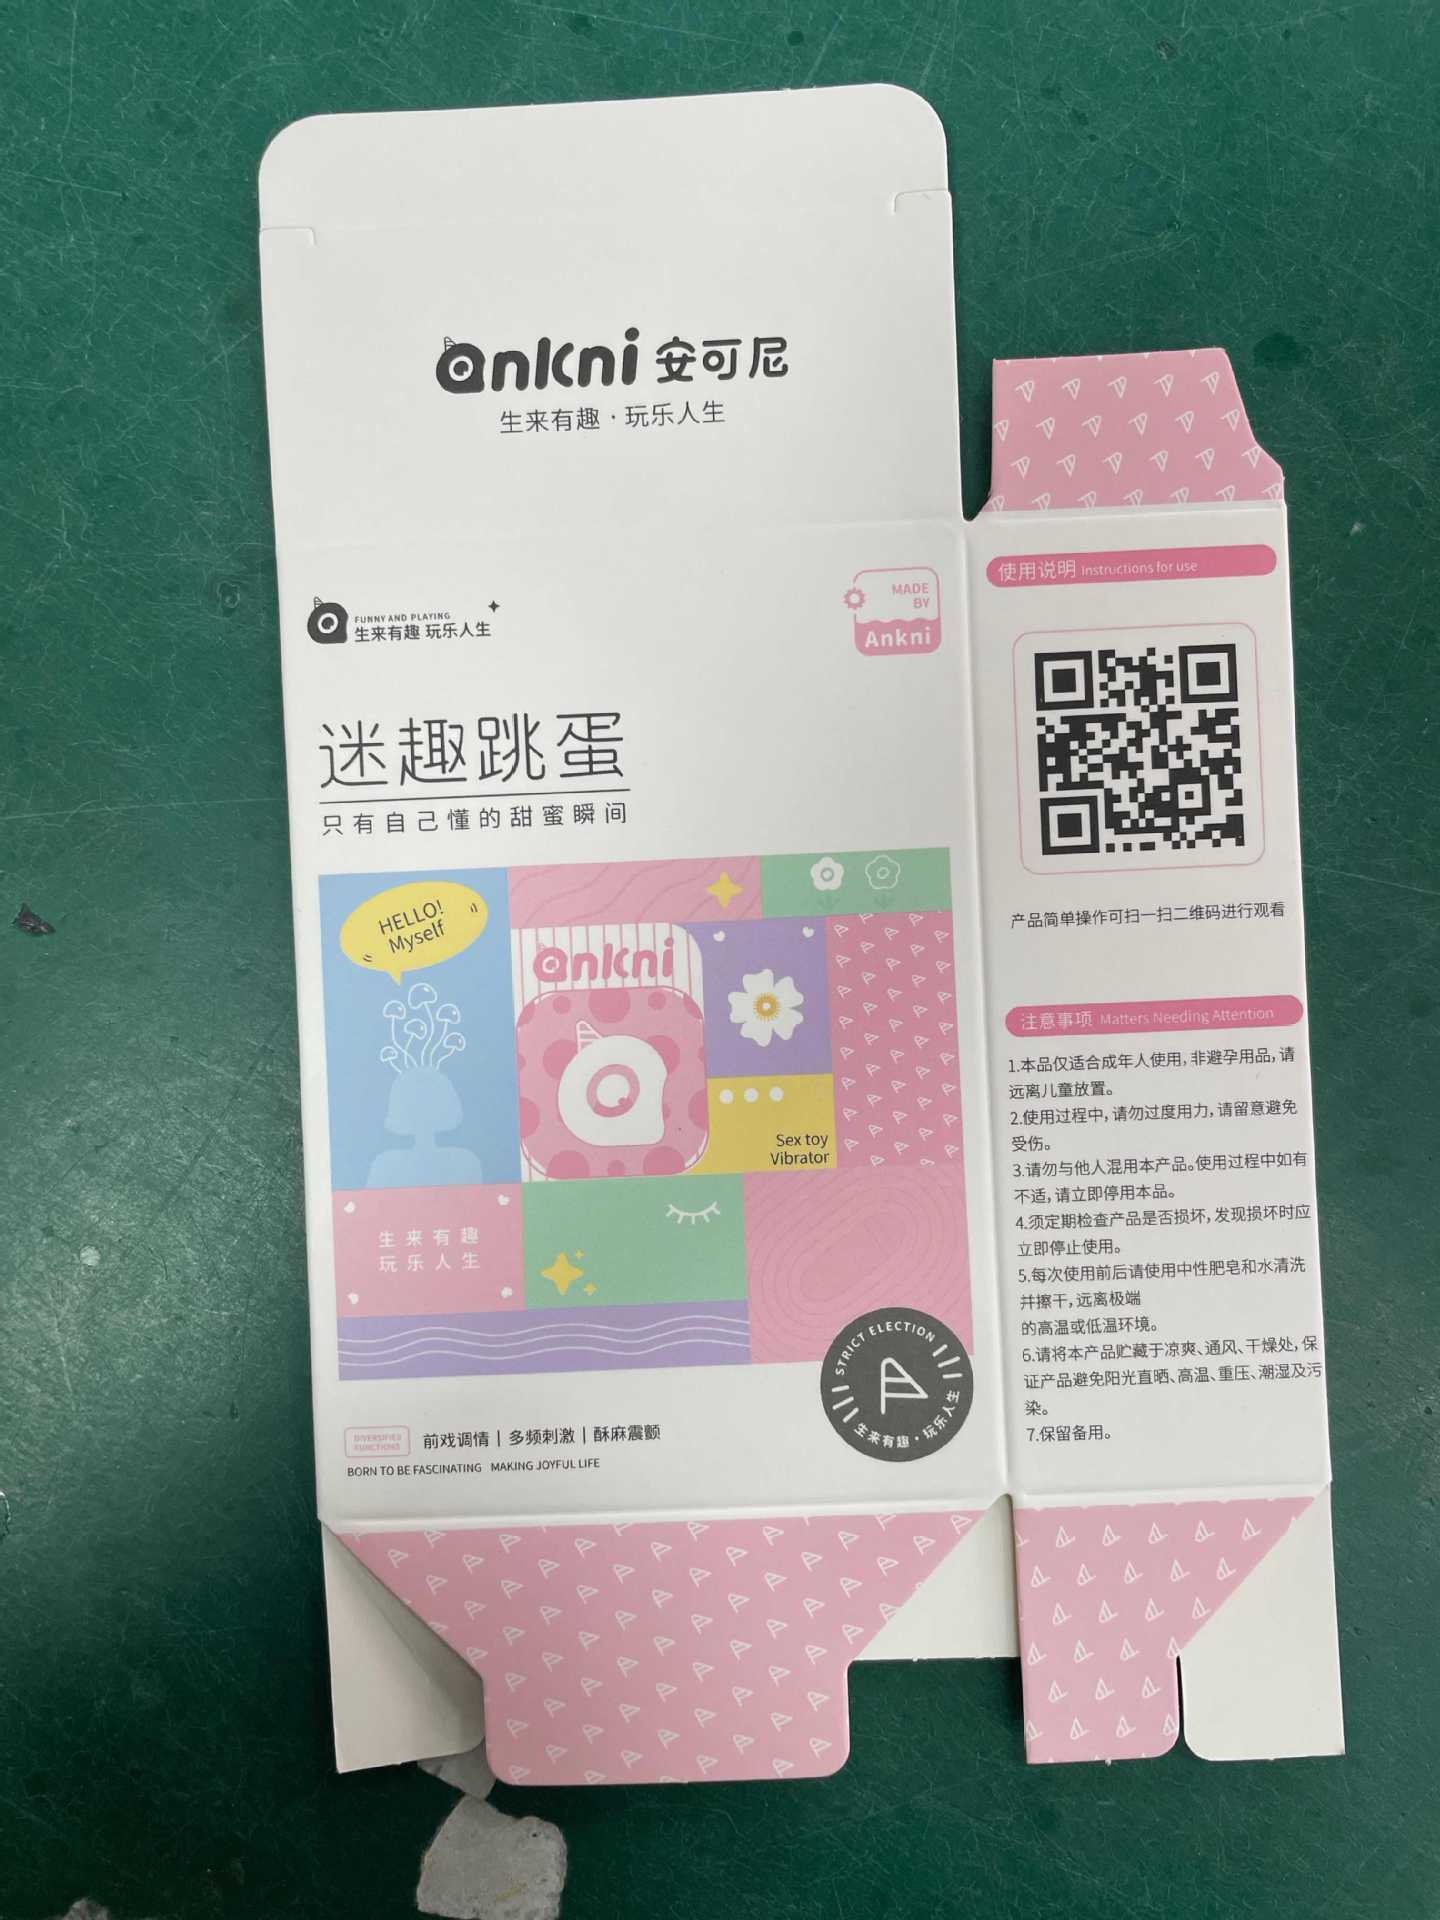 ankni 安可尼
生来有趣·玩乐人生
FUNNY AND PLAYING
生来有趣 玩乐人生
MADE
BY
Ankni
迷趣跳蛋
只有自己懂的甜蜜瞬间
HELLO!
Myself
ankni
Sex toy
Vibrator
生来有趣
玩乐人生
STRICT ELECTION
生来有趣·玩乐人生
DIVERSIFIED
FUNCTIONS
前戏调情 | 多频刺激 | 酥麻震颤
BORN TO BE FASCINATING MAKING JOYFUL LIFE
使用说明 Instructions for use
产品简单操作可扫一扫二维码进行观看
注意事项 Matters Needing Attention
1.本品仅适合成年人使用,非避孕用品,请
远离儿童放置。
2.使用过程中,请勿过度用力,请留意避免
受伤。
3.请勿与他人混用本产品。使用过程中如有
不适,请立即停用本品。
4.须定期检查产品是否损坏,发现损坏时应
立即停止使用。
5.每次使用前后请使用中性肥皂和水清洗
并擦干,远离极端
的高温或低温环境。
6.请将本产品贮藏于凉爽、通风、干燥处,保
证产品避免阳光直晒、高温、重压、潮湿及污
染。
7.保留备用。